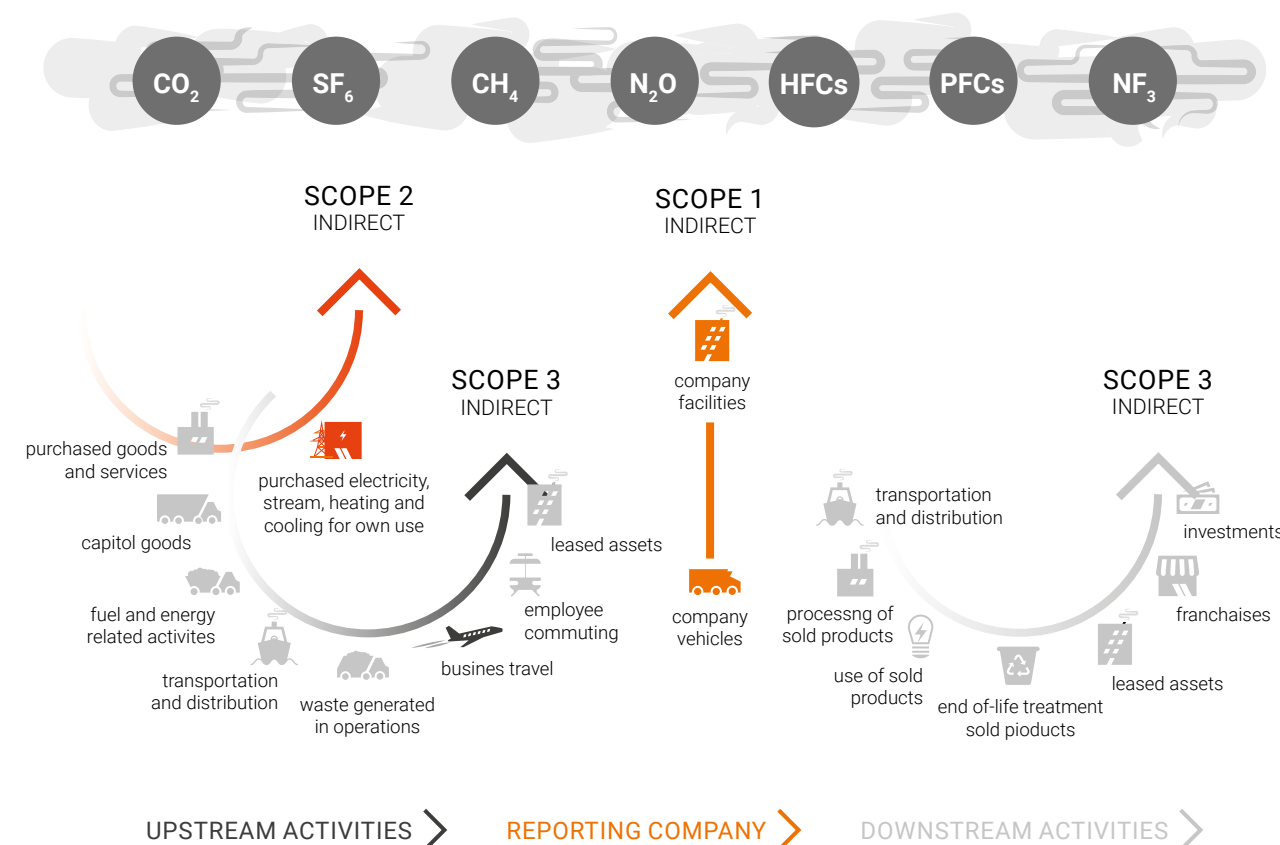 CO2
SF6
CH4
N2O
HFCs
PFCs
NF3
SCOPE 2
INDIRECT
SCOPE 1
INDIRECT
SCOPE 3
INDIRECT
SCOPE 3
INDIRECT
purchased goods
and services
capitol goods
fuel and energy
related activites
transportation
and distribution
waste generated
in operations
busines travel
employee
commuting
leased assets
purchased electricity,
stream, heating and
cooling for own use
company
facilities
company
vehicles
transportation
and distribution
processng of
sold products
use of sold
products
end of-life treatment
sold pioducts
leased assets
franchaises
investments
UPSTREAM ACTIVITIES
REPORTING COMPANY
DOWNSTREAM ACTIVITIES